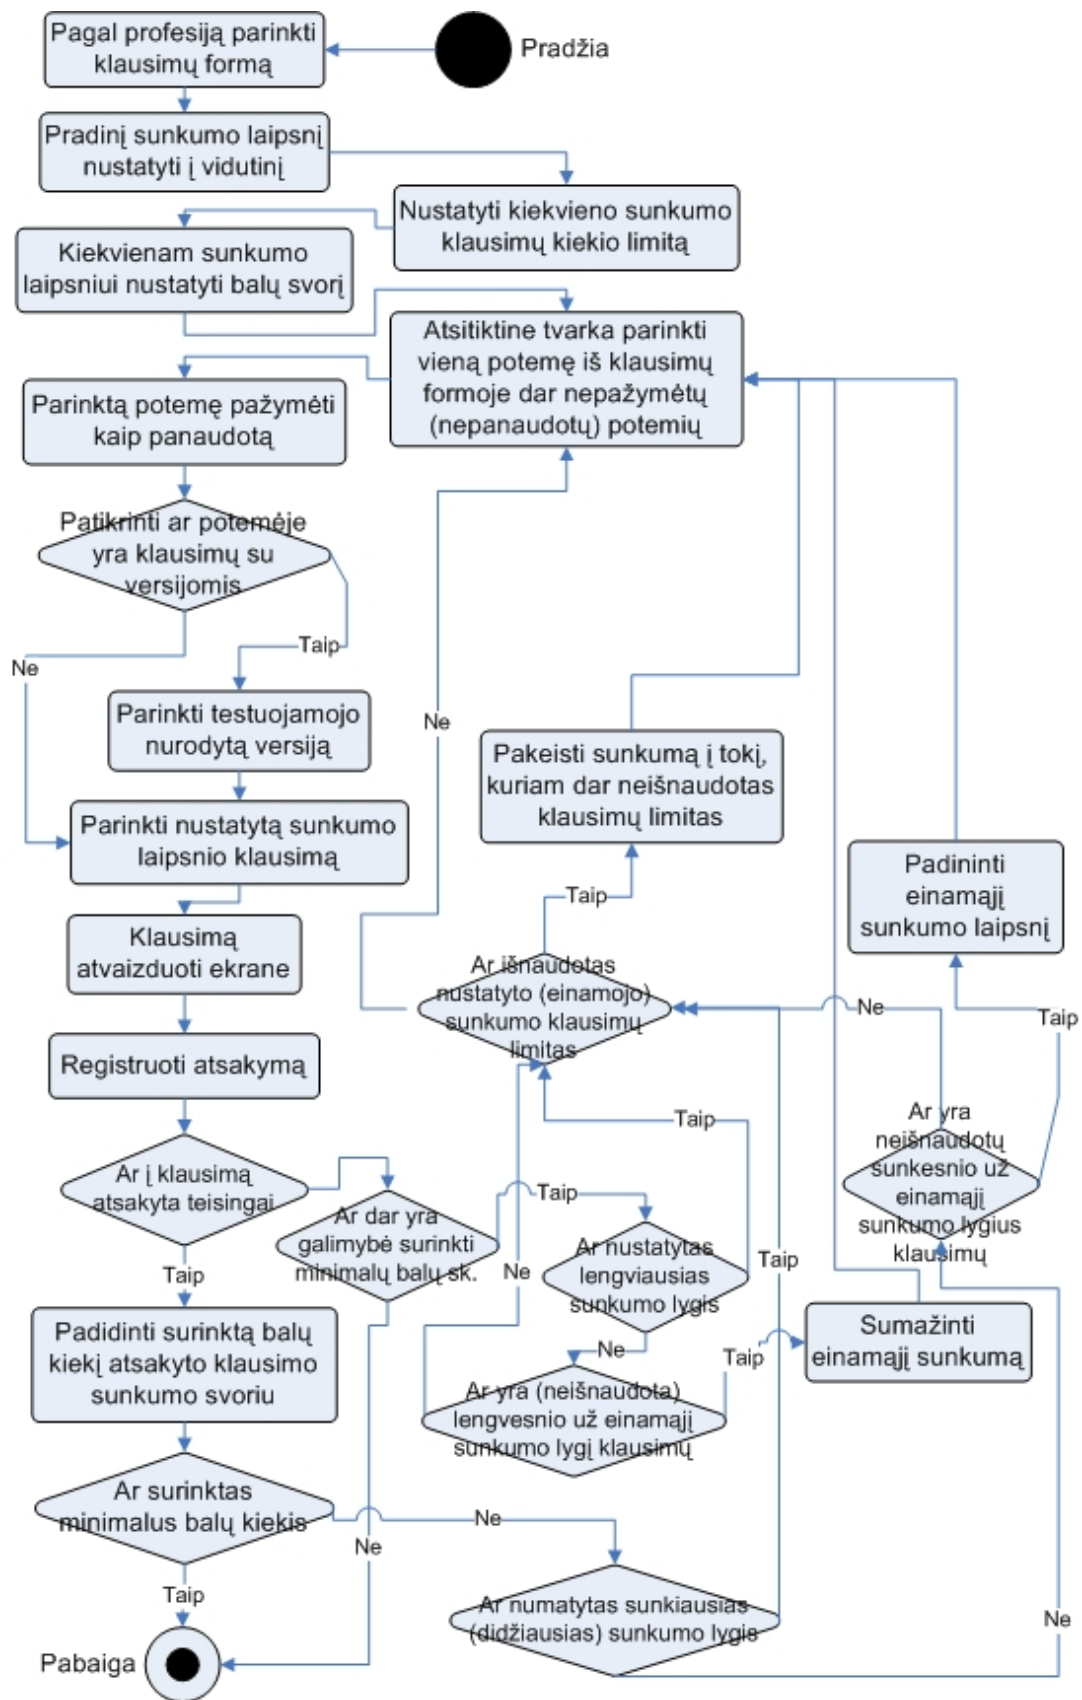 Pagal profesiją parinkti
klausimų formą
Pradžia
Pradinį sunkumo laipsnį
nustatyti į vidutinį
Nustatyti kiekvieno sunkumo
klausimų kiekio limitą
Kiekvienam sunkumo
laipsniui nustatyti balų svorį
Atsitiktine tvarka parinkti
vieną potemę iš klausimų
formoje dar nepažymėtų
(nepanaudotų) potemių
Parinktą potemę pažymėti
kaip panaudotą
Patikrinti ar potemėje
yra klausimų su
versijomis
Taip
Ne
Parinkti testuojamojo
nurodytą versiją
Ne
Pakeisti sunkumą į tokį,
kuriam dar neišnaudotas
klausimų limitas
Parinkti nustatytą sunkumo
laipsnio klausimą
Padininti
einamąjį
sunkumo laipsnį
Taip
Klausimą
atvaizduoti ekrane
Ar išnaudotas
nustatyto (einamojo)
sunkumo klausimų
limitas
Ne
Taip
Registruoti atsakymą
Taip
Ar yra
neišnaudotų
sunkesnio už
einamąjį
sunkumo lygius
klausimų
Ar į klausimą
atsakyta teisingai
Taip
Ar dar yra
galimybė surinkti
minimalų balų sk.
Ar nustatytas
lengviausias
sunkumo lygis
Ne
Taip
Taip
Padidinti surinktą balų
kiekį atsakyto klausimo
sunkumo svoriu
Sumažinti
einamąjį sunkumą
Ne
Taip
Ar yra (neišnaudota)
lengvesnio už einamąjį
sunkumo lygį klausimų
Ar surinktas
minimalus balų kiekis
Ne
Ne
Taip
Ar numatytas sunkiausias
(didžiausias) sunkumo lygis
Ne
Pabaiga